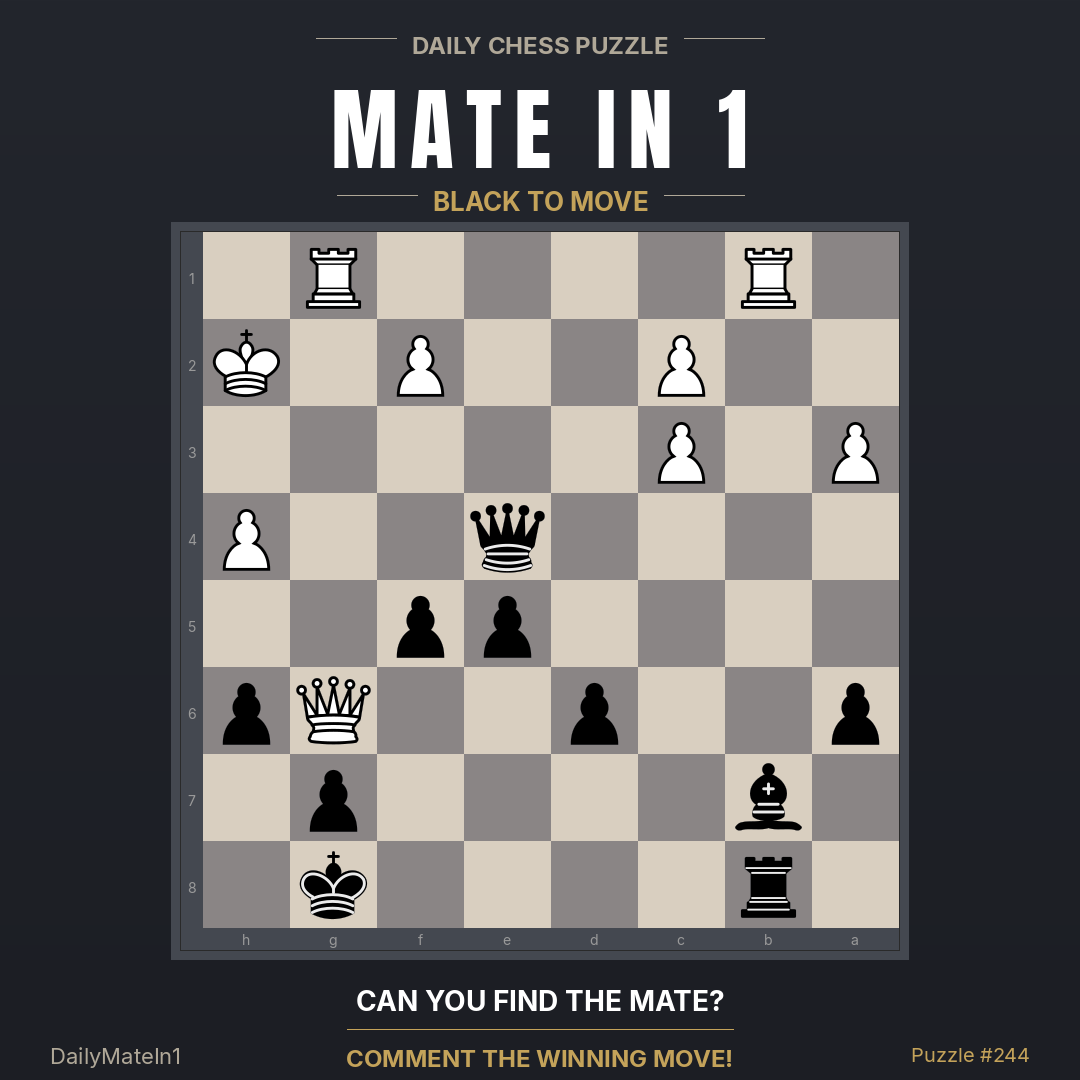 DAILY CHESS PUZZLE
MATE IN 1
BLACK TO MOVE
1
2
3
4
5
6
7
8
h g f e d c b a
CAN YOU FIND THE MATE?
DailyMateIn1
COMMENT THE WINNING MOVE!
Puzzle #244